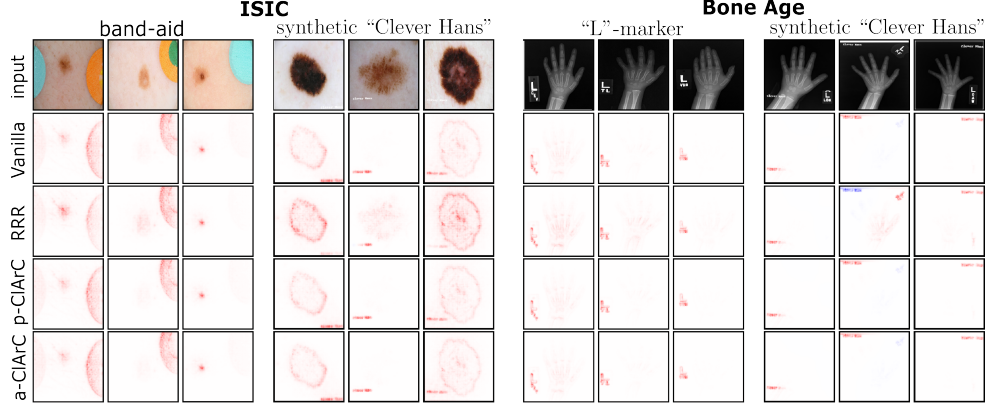 ISIC
Bone Age
band-aid
synthetic “Clever Hans”
“L”-marker
synthetic “Clever Hans”
input
Vanilla
RRR
p-ClArC
a-ClArC
L
L
L